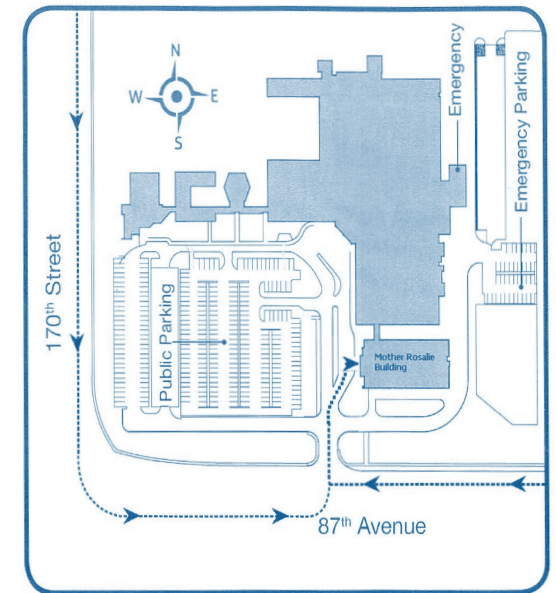 N
W E
S
Emergency
Emergency Parking
170th Street
Public Parking
Mother Rosalie
Building
87th Avenue